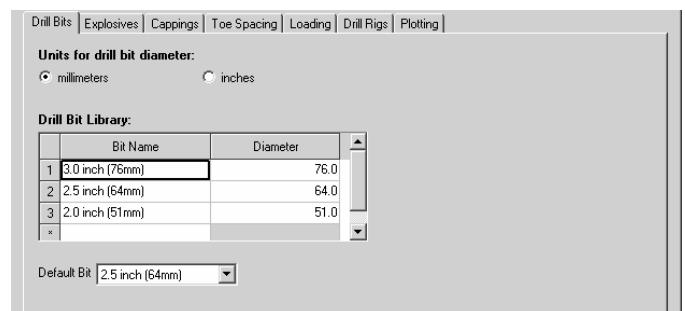 Drill Bits Explosives Cappings Toe Spacing Loading Drill Rigs Plotting
Units for drill bit diameter:
millimeters inches
Drill Bit Library:
Bit Name Diameter
1 3.0 inch (76mm) 76.0
2 2.5 inch (64mm) 64.0
3 2.0 inch (51mm) 51.0
*
Default Bit 2.5 inch (64mm)